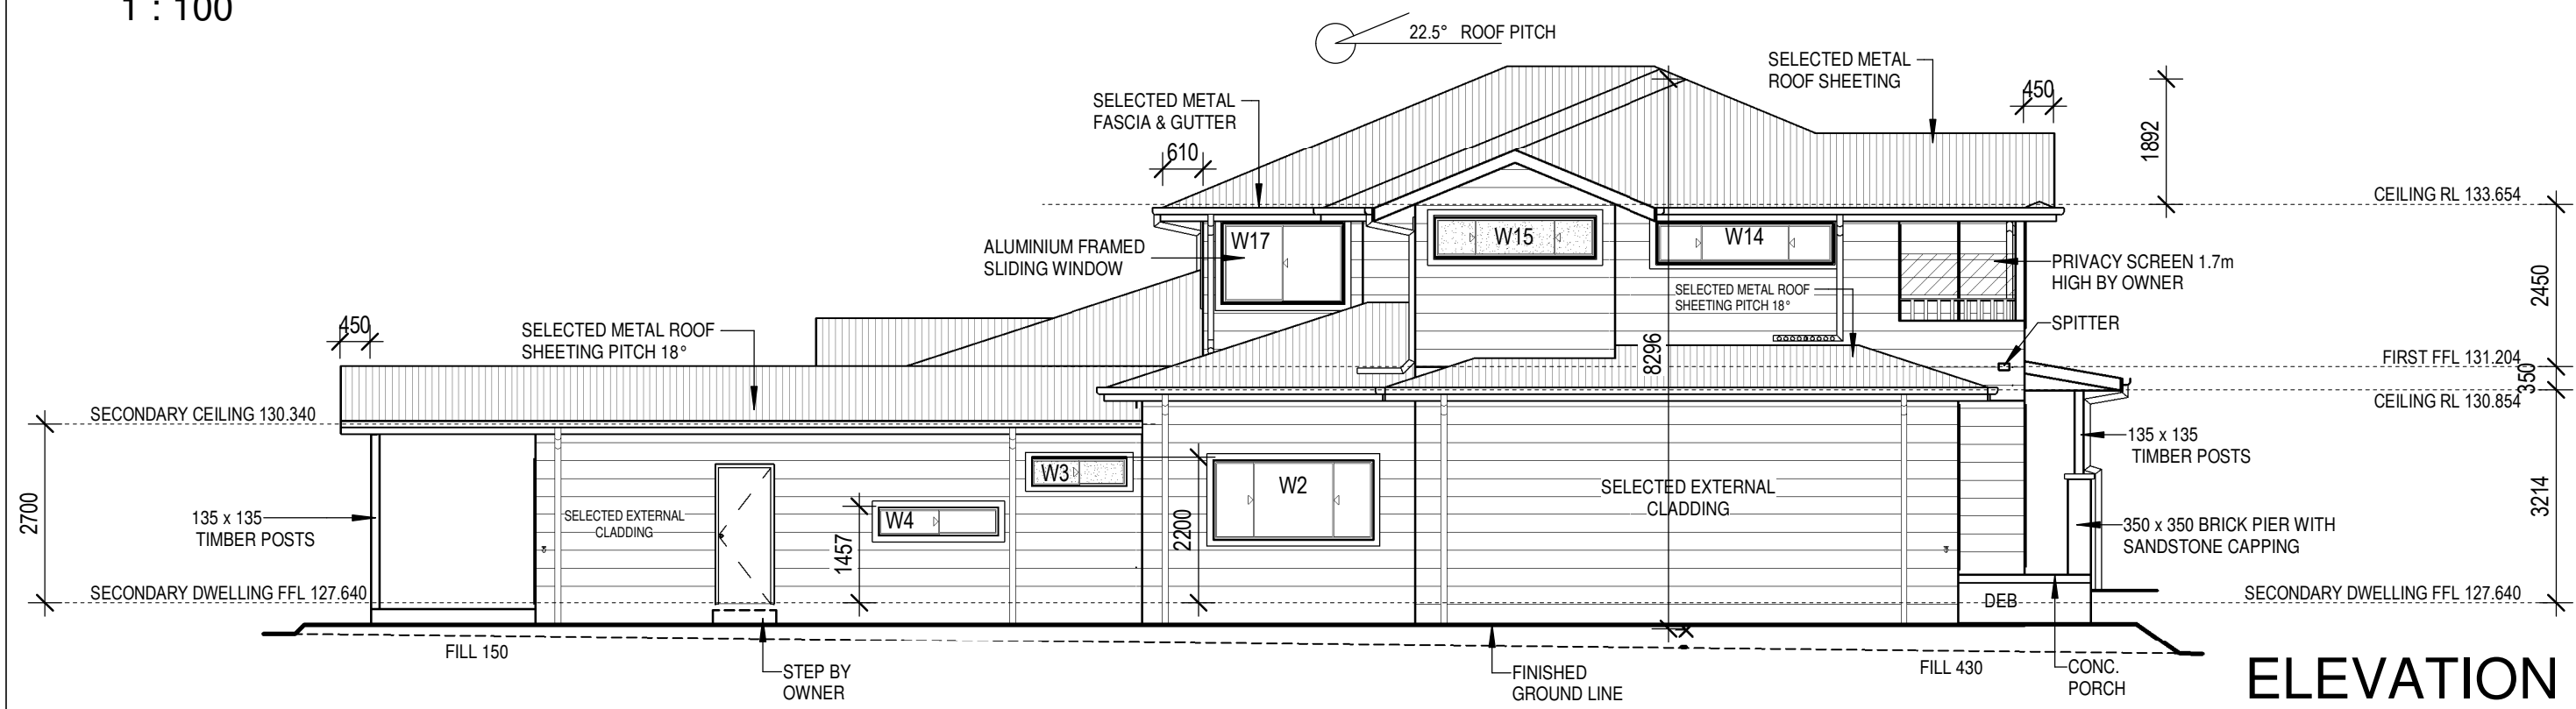 1 : 100
22.5° ROOF PITCH
SELECTED METAL
ROOF SHEETING
450
1892
SELECTED METAL
FASCIA & GUTTER
610
CEILING RL 133.654
W17
W15
W14
ALUMINIUM FRAMED
SLIDING WINDOW
PRIVACY SCREEN 1.7m
HIGH BY OWNER
2450
SELECTED METAL ROOF
SHEETING PITCH 18°
SPITTER
450
SELECTED METAL ROOF
SHEETING PITCH 18°
8296
FIRST FFL 131.204
350
CEILING RL 130.854
SECONDARY CEILING 130.340
135 x 135
TIMBER POSTS
W3
W2
SELECTED EXTERNAL
CLADDING
2700
135 x 135
TIMBER POSTS
SELECTED EXTERNAL
CLADDING
W4
1457
2200
3214
350 x 350 BRICK PIER WITH
SANDSTONE CAPPING
SECONDARY DWELLING FFL 127.640
DEB
SECONDARY DWELLING FFL 127.640
FILL 150
STEP BY
OWNER
FINISHED
GROUND LINE
FILL 430
CONC.
PORCH
ELEVATION